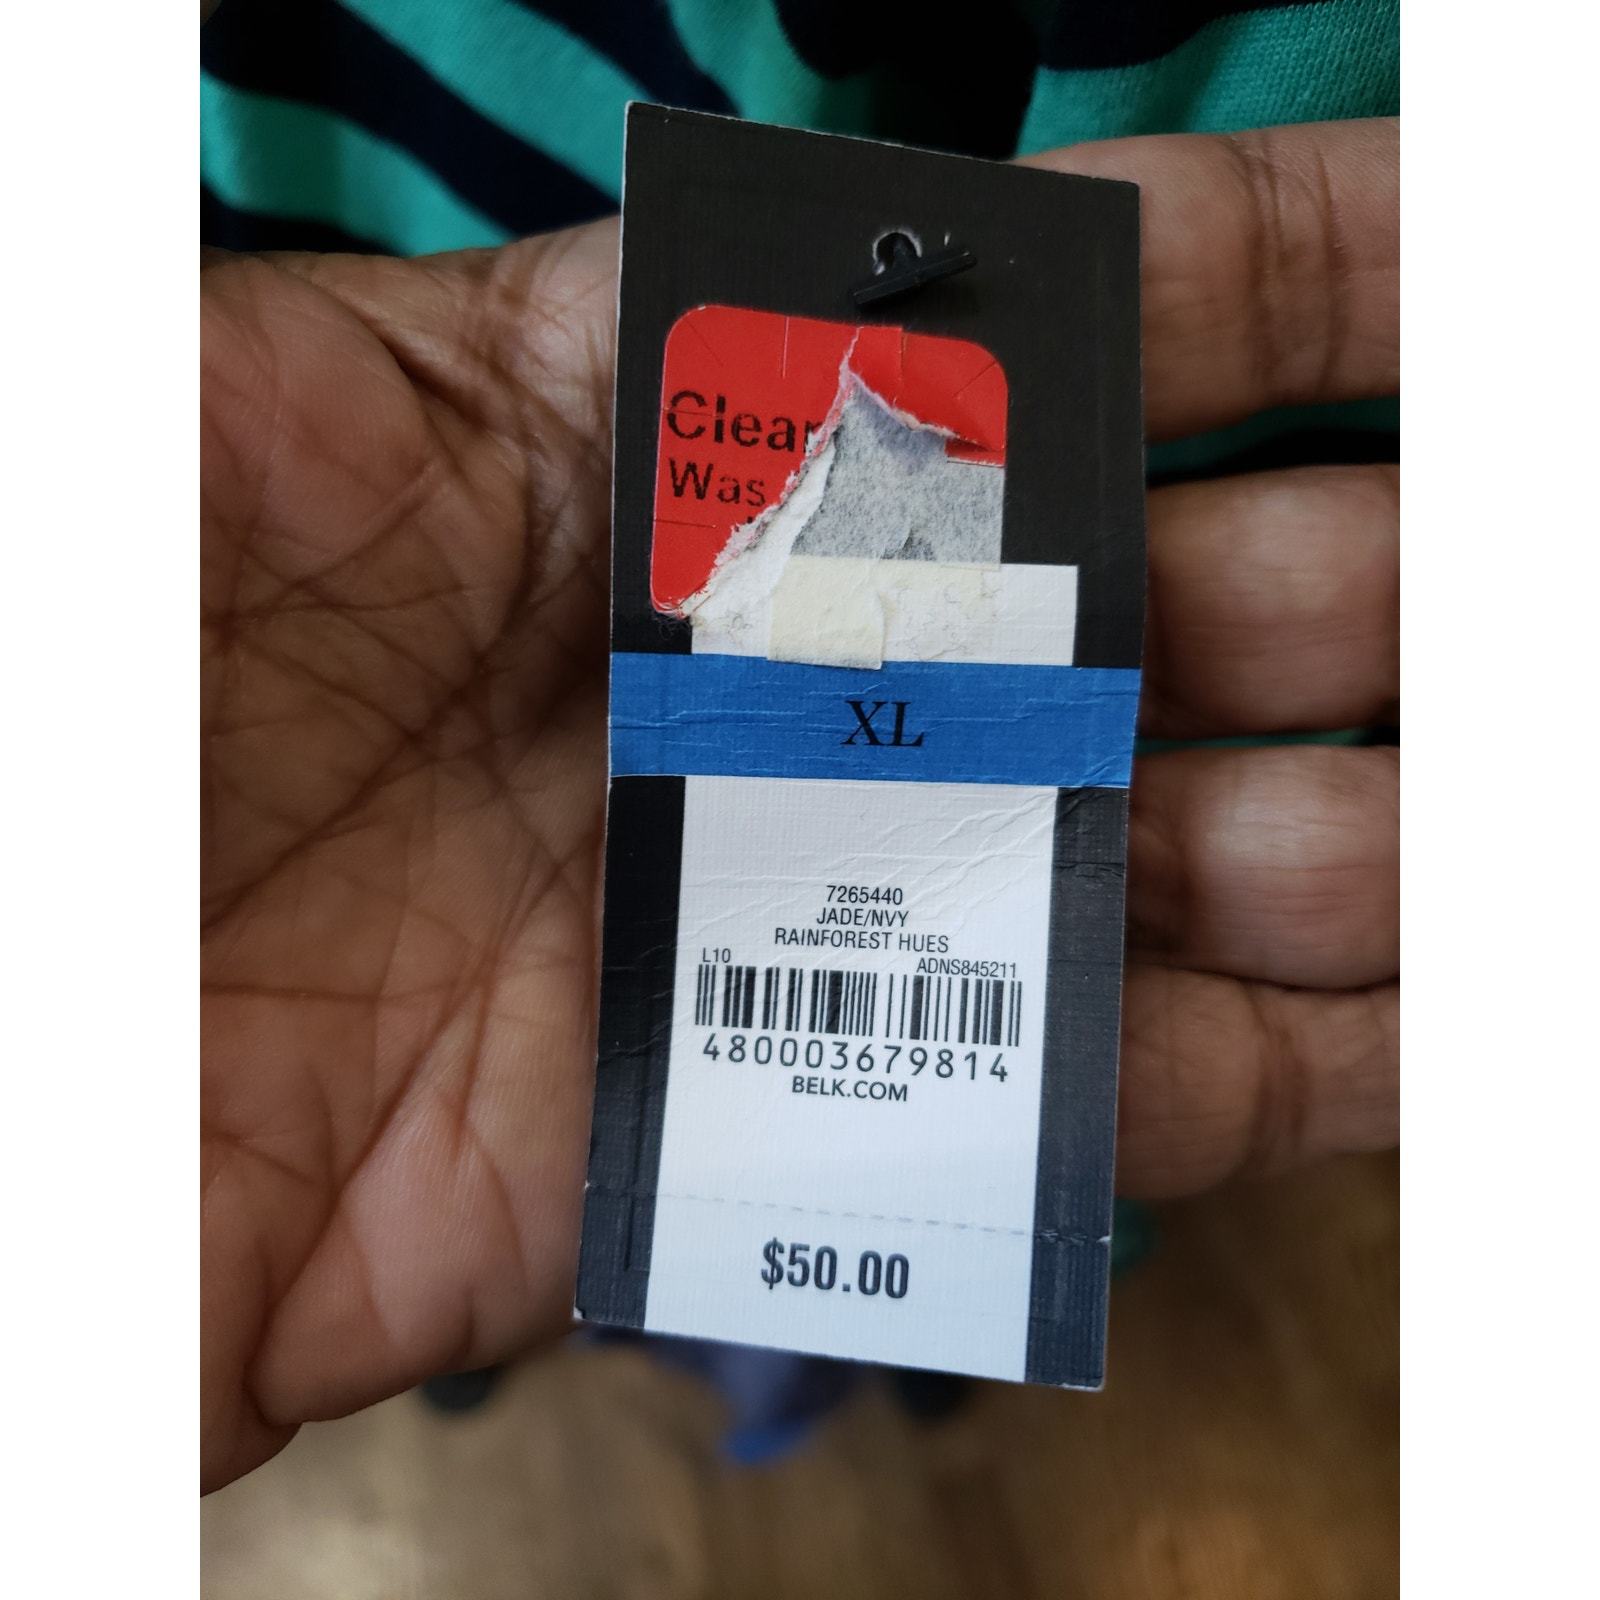 Clear
Was
XL
7265440
JADE/NVY
RAINFOREST HUES
L10 ADNS845211
480003679814
BELK.COM
$50.00